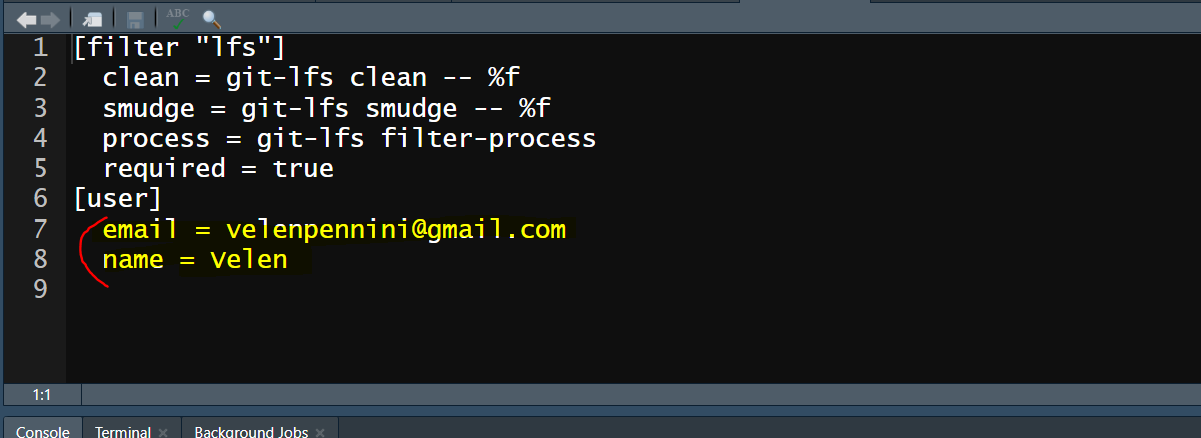 ABC
1 [filter "lfs"]
2 clean = git-lfs clean -- %f
3 smudge = git-lfs smudge -- %f
4 process = git-lfs filter-process
5 required = true
6 [user]
7 email = velenpennini@gmail.com
8 name = Velen
9
1:1
Console Terminal Background Jobs